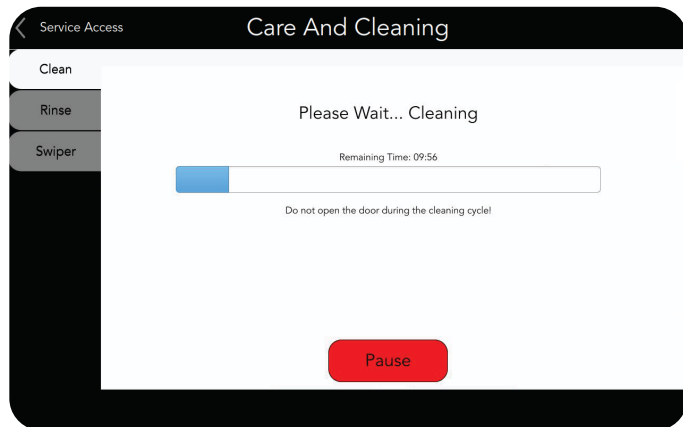 Service Access
Care And Cleaning
Clean
Rinse
Swiper
Please Wait... Cleaning
Remaining Time: 09:56
Do not open the door during the cleaning cycle!
Pause